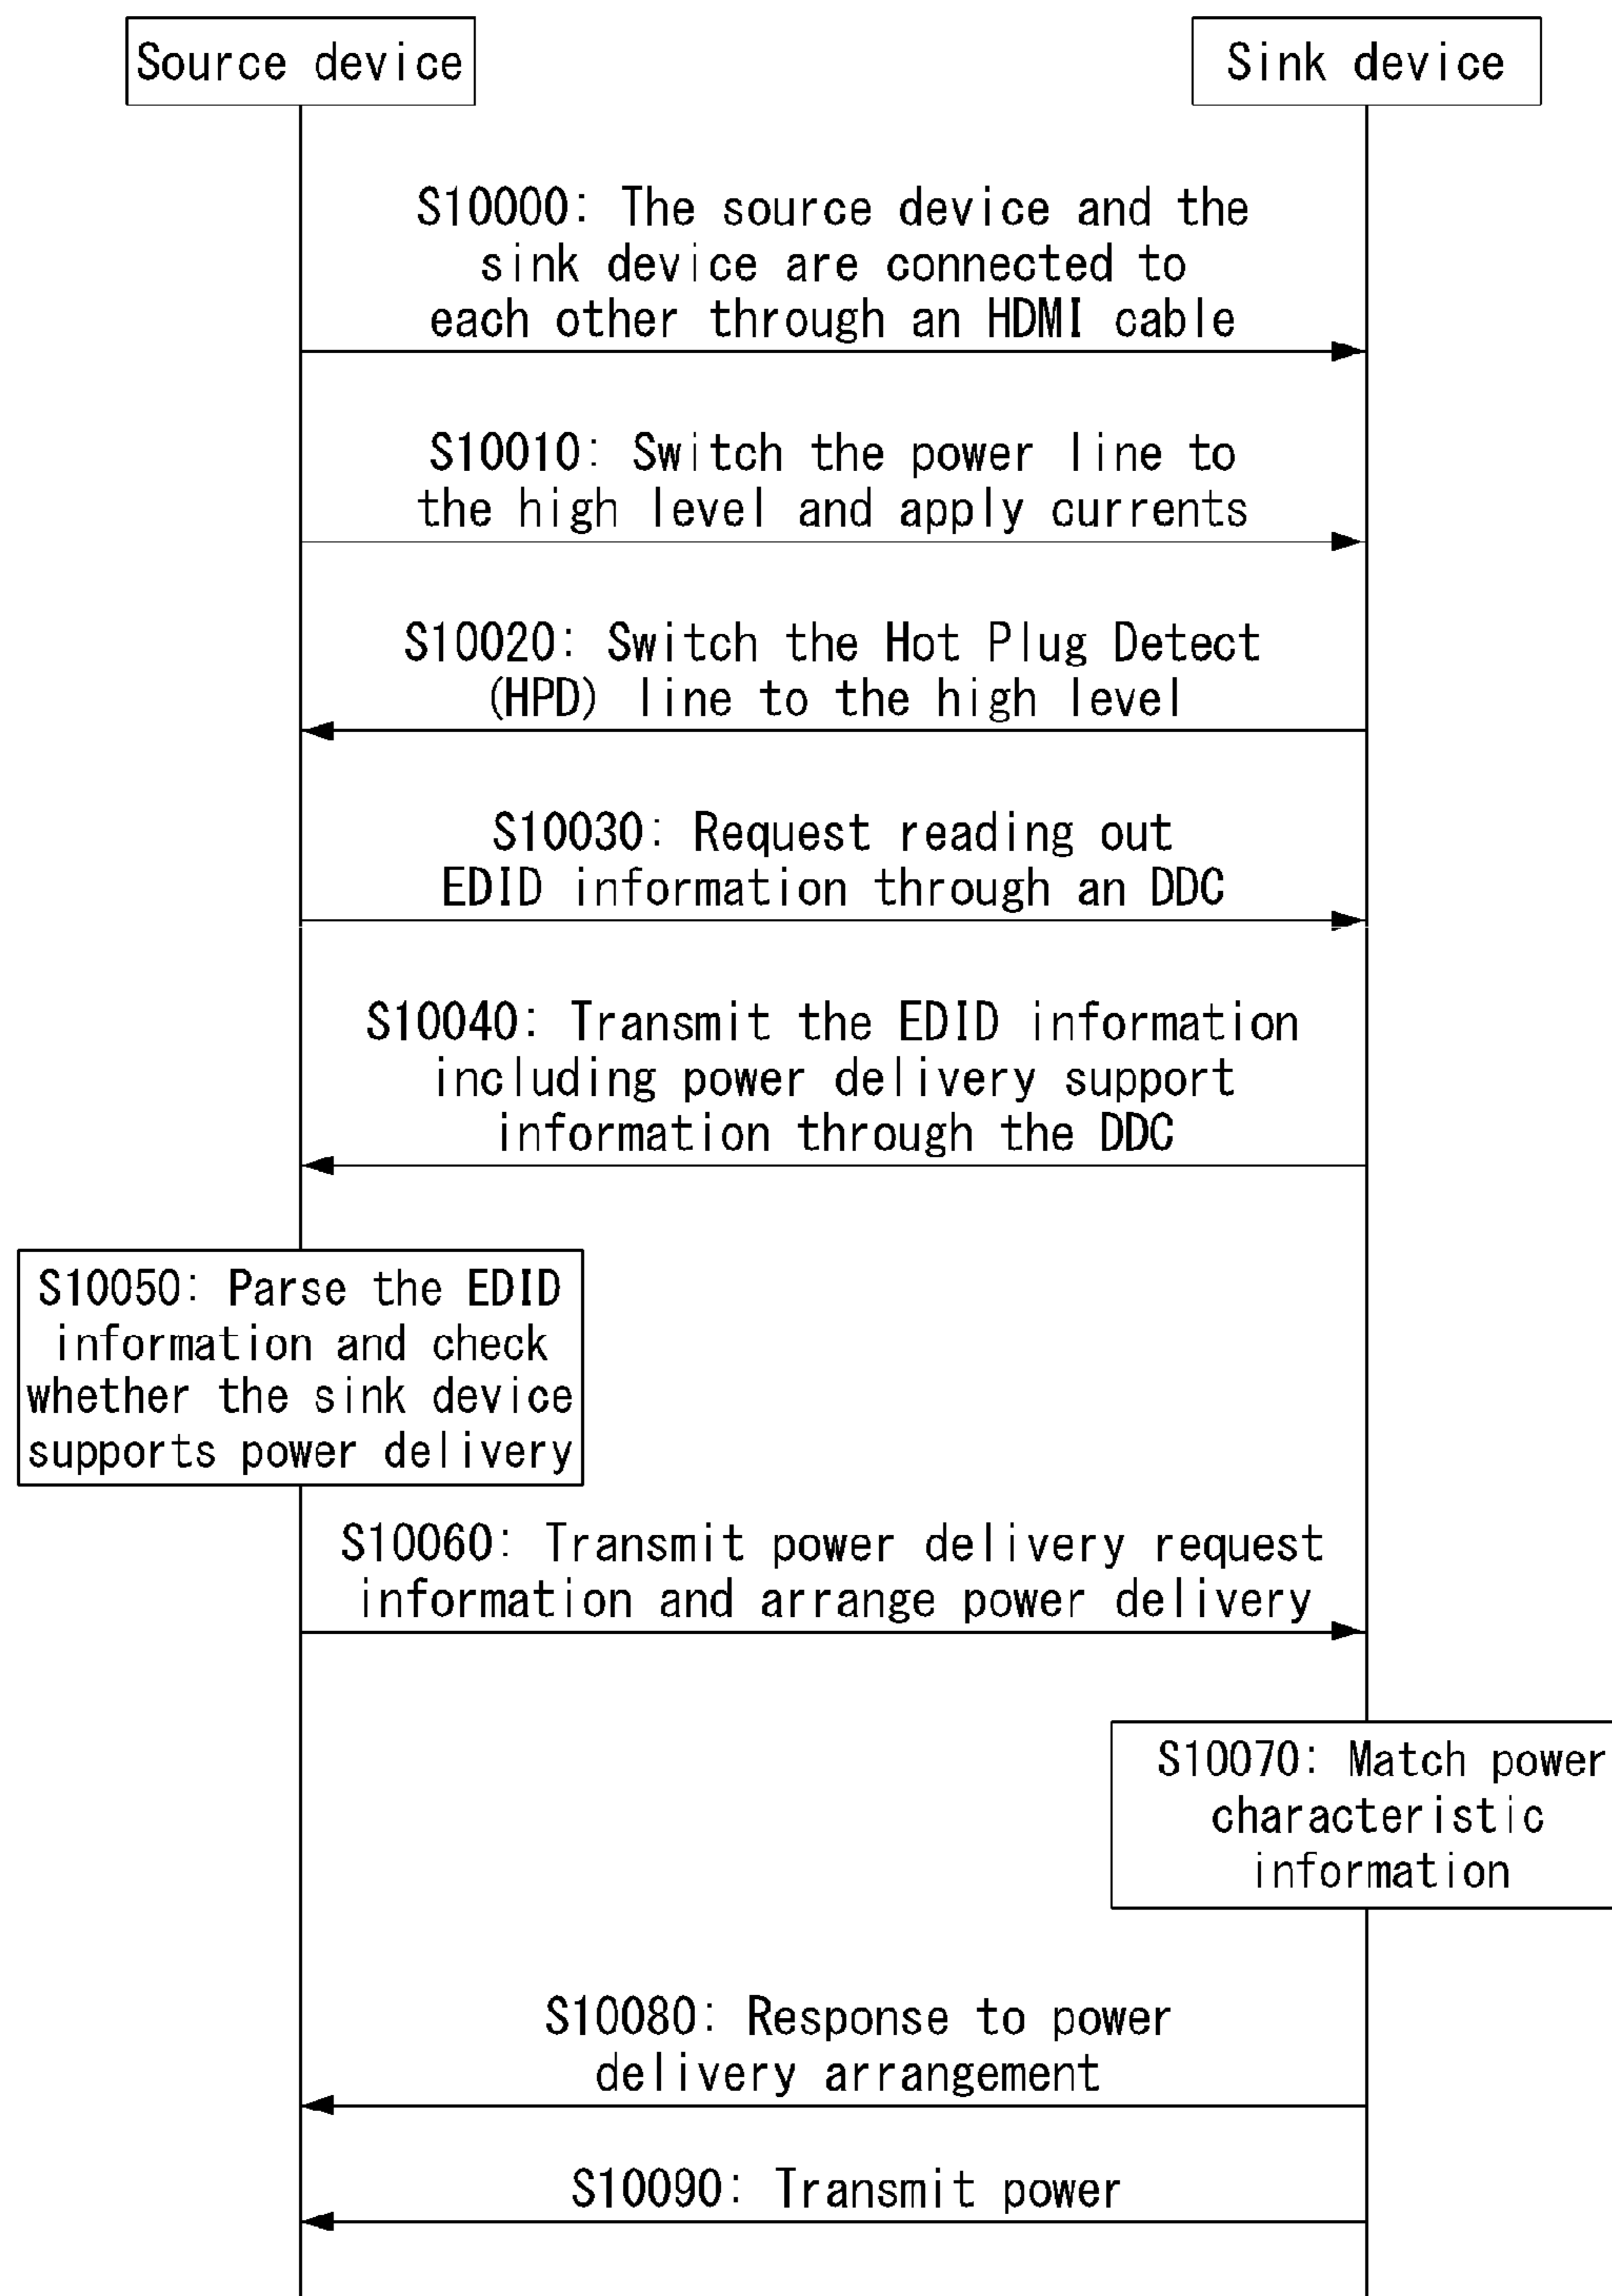 Source device
Sink device
S10000: The source device and the
sink device are connected to
each other through an HDMI cable
S10010: Switch the power line to
the high level and apply currents
S10020: Switch the Hot Plug Detect
(HPD) line to the high level
S10030: Request reading out
EDID information through an DDC
S10040: Transmit the EDID information
including power delivery support
information through the DDC
S10050: Parse the EDID
information and check
whether the sink device
supports power delivery
S10060: Transmit power delivery request
information and arrange power delivery
S10070: Match power
characteristic
information
S10080: Response to power
delivery arrangement
S10090: Transmit power